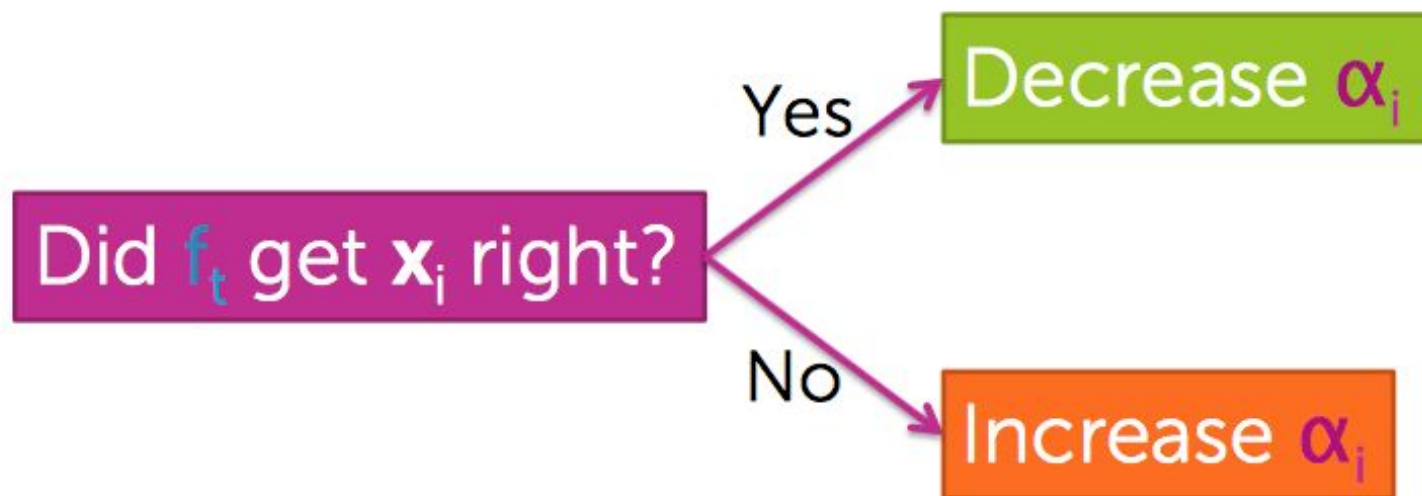 Decrease αᵢ
Yes
Did fₜ get xᵢ right?
No
Increase αᵢ